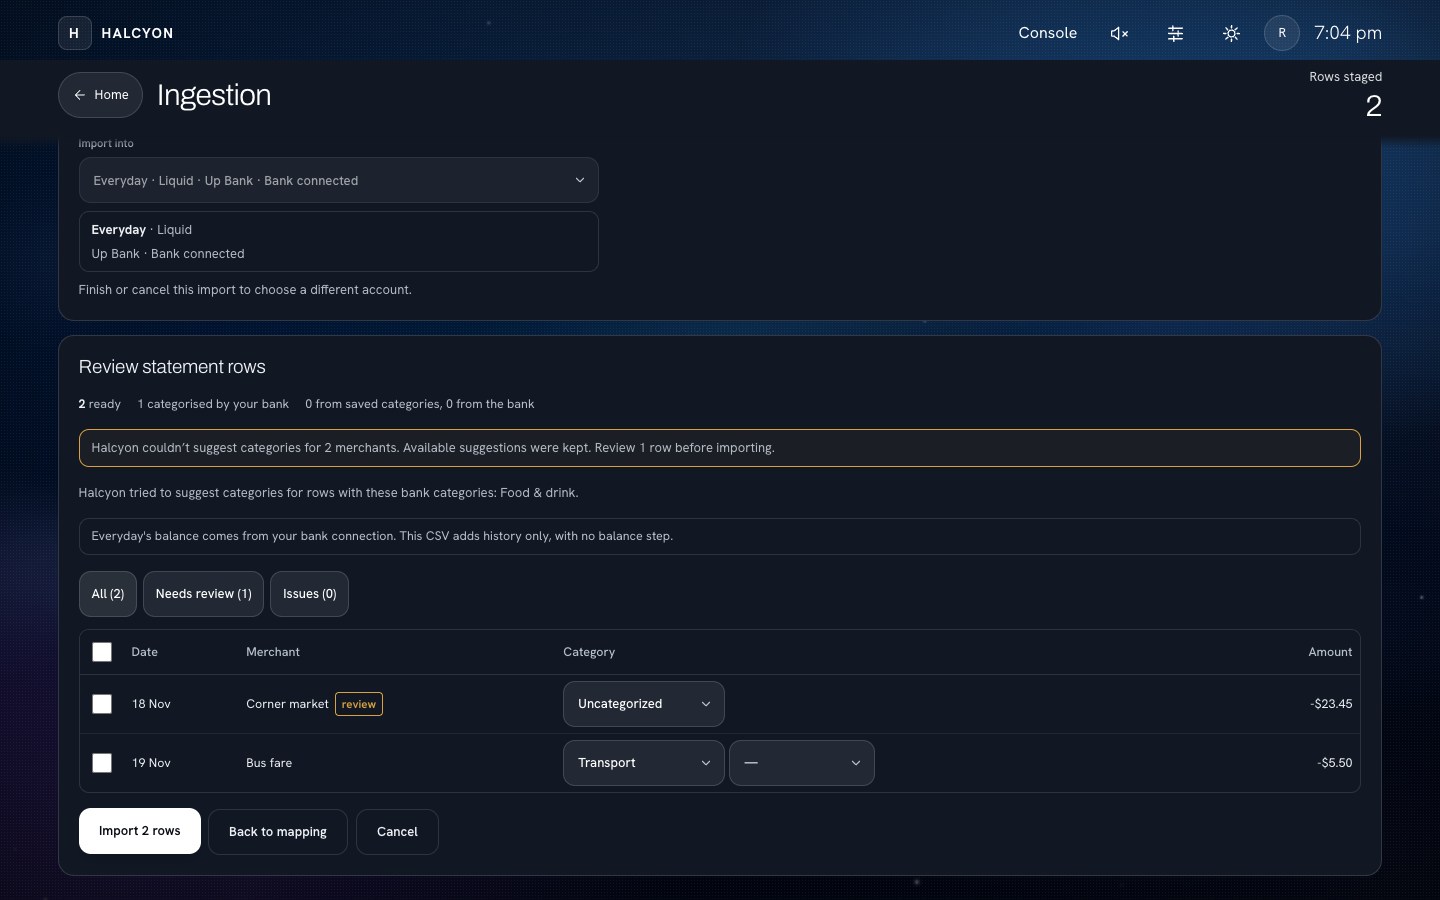 H HALCYON Console R 7:04 pm
Home Ingestion
Rows staged
2
Import into
Everyday · Liquid · Up Bank · Bank connected
Everyday · Liquid
Up Bank · Bank connected
Finish or cancel this import to choose a different account.
Review statement rows
2 ready 1 categorised by your bank 0 from saved categories, 0 from the bank
Halcyon couldn’t suggest categories for 2 merchants. Available suggestions were kept. Review 1 row before importing.
Halcyon tried to suggest categories for rows with these bank categories: Food & drink.
Everyday's balance comes from your bank connection. This CSV adds history only, with no balance step.
All (2) Needs review (1) Issues (0)
Date Merchant Category Amount
18 Nov Corner market review Uncategorized -$23.45
19 Nov Bus fare Transport — -$5.50
Import 2 rows Back to mapping Cancel